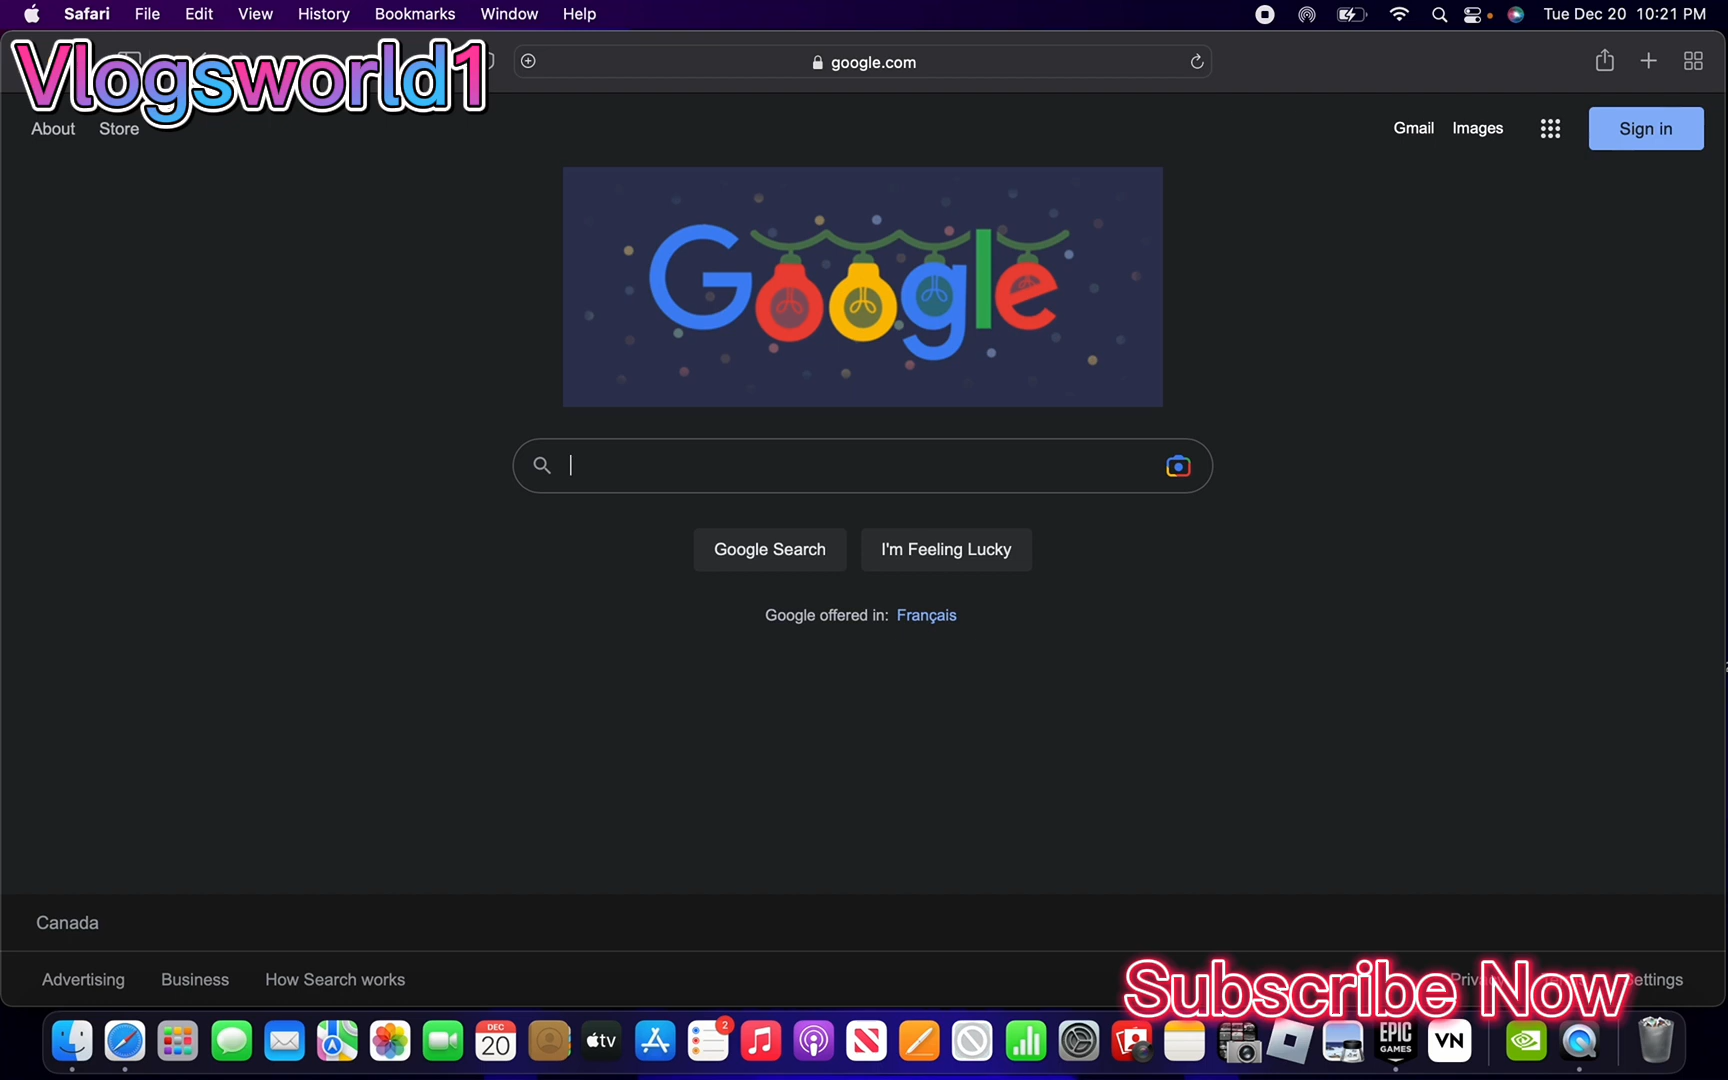 Safari File Edit View History Bookmarks Window Help Tue Dec 20 10:21 PM
Vlogsworld1
google.com
About Store Gmail Images Sign in
Google
Google Search I'm Feeling Lucky
Google offered in: Français
Canada
Advertising Business How Search works Settings
Subscribe Now
DEC
20
tv
2
EPIC
GAMES
VN